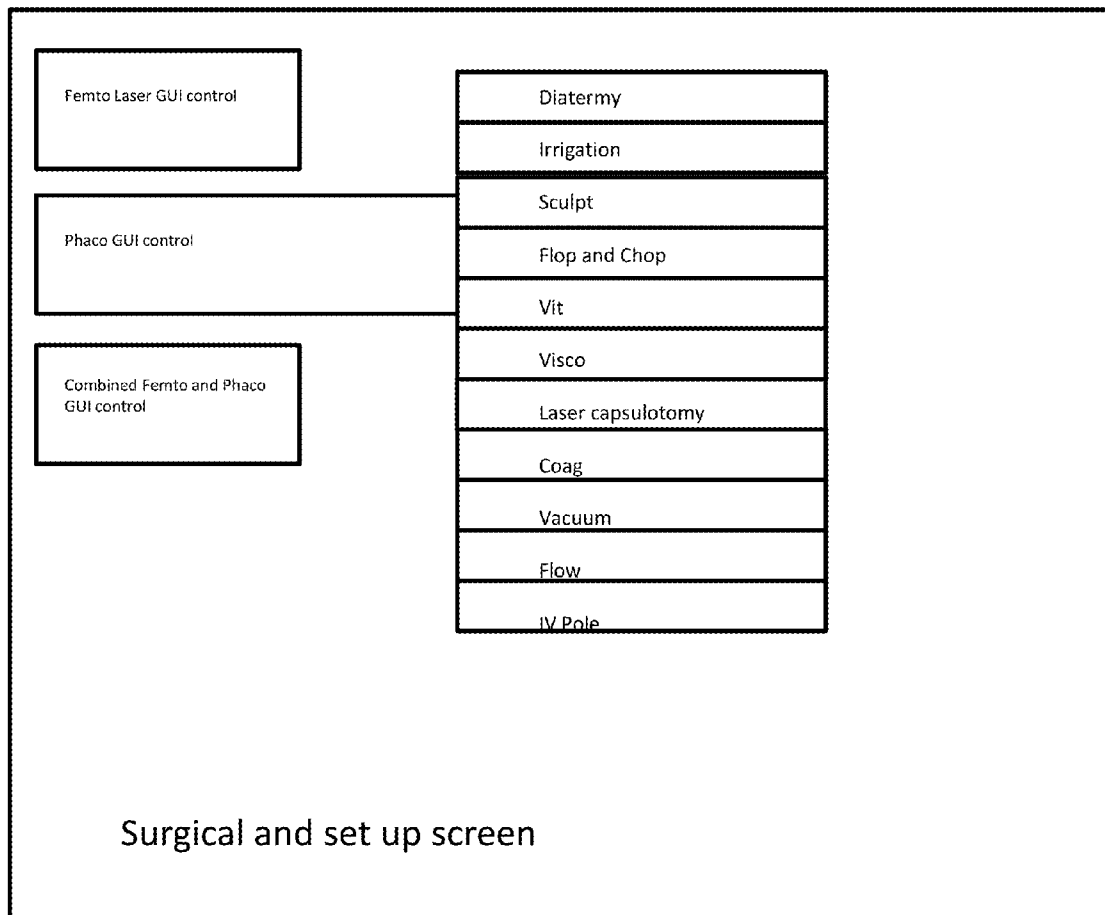 Femto Laser GUI control
Phaco GUI control
Combined Femto and Phaco
GUI control
Diatermy
Irrigation
Sculpt
Flop and Chop
Vit
Visco
Laser capsulotomy
Coag
Vacuum
Flow
IV Pole
Surgical and set up screen